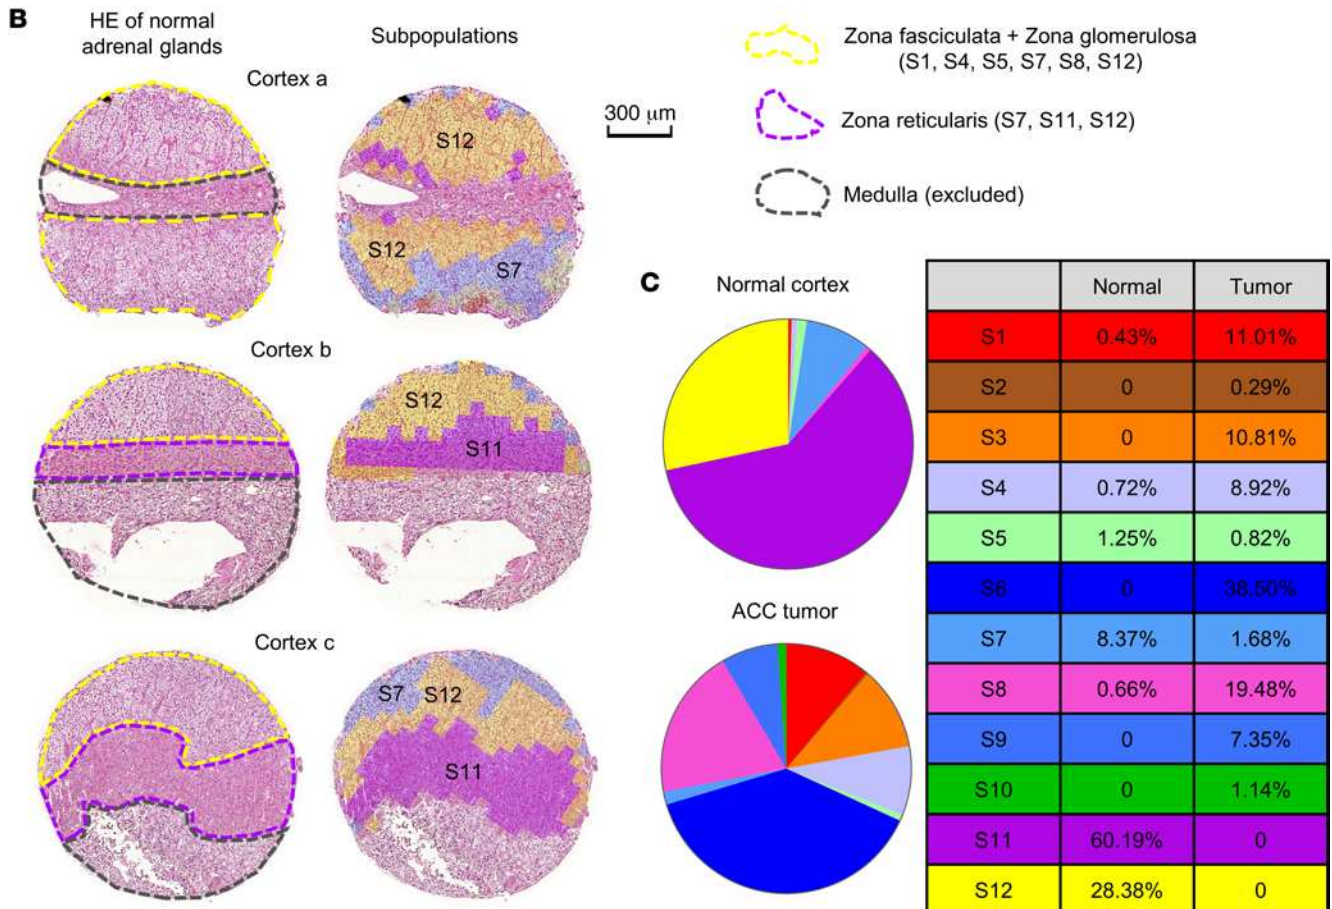 B
HE of normal
adrenal glands
Subpopulations
Cortex a
S12
S12
S7
300 μm
Cortex b
S12
S11
Cortex c
S7
S12
S11
Zona fasciculata + Zona glomerulosa
(S1, S4, S5, S7, S8, S12)
Zona reticularis (S7, S11, S12)
Medulla (excluded)
C
Normal cortex
ACC tumor
Normal Tumor
S1 0.43% 11.01%
S2 0 0.29%
S3 0 10.81%
S4 0.72% 8.92%
S5 1.25% 0.82%
S6 0 38.50%
S7 8.37% 1.68%
S8 0.66% 19.48%
S9 0 7.35%
S10 0 1.14%
S11 60.19% 0
S12 28.38% 0